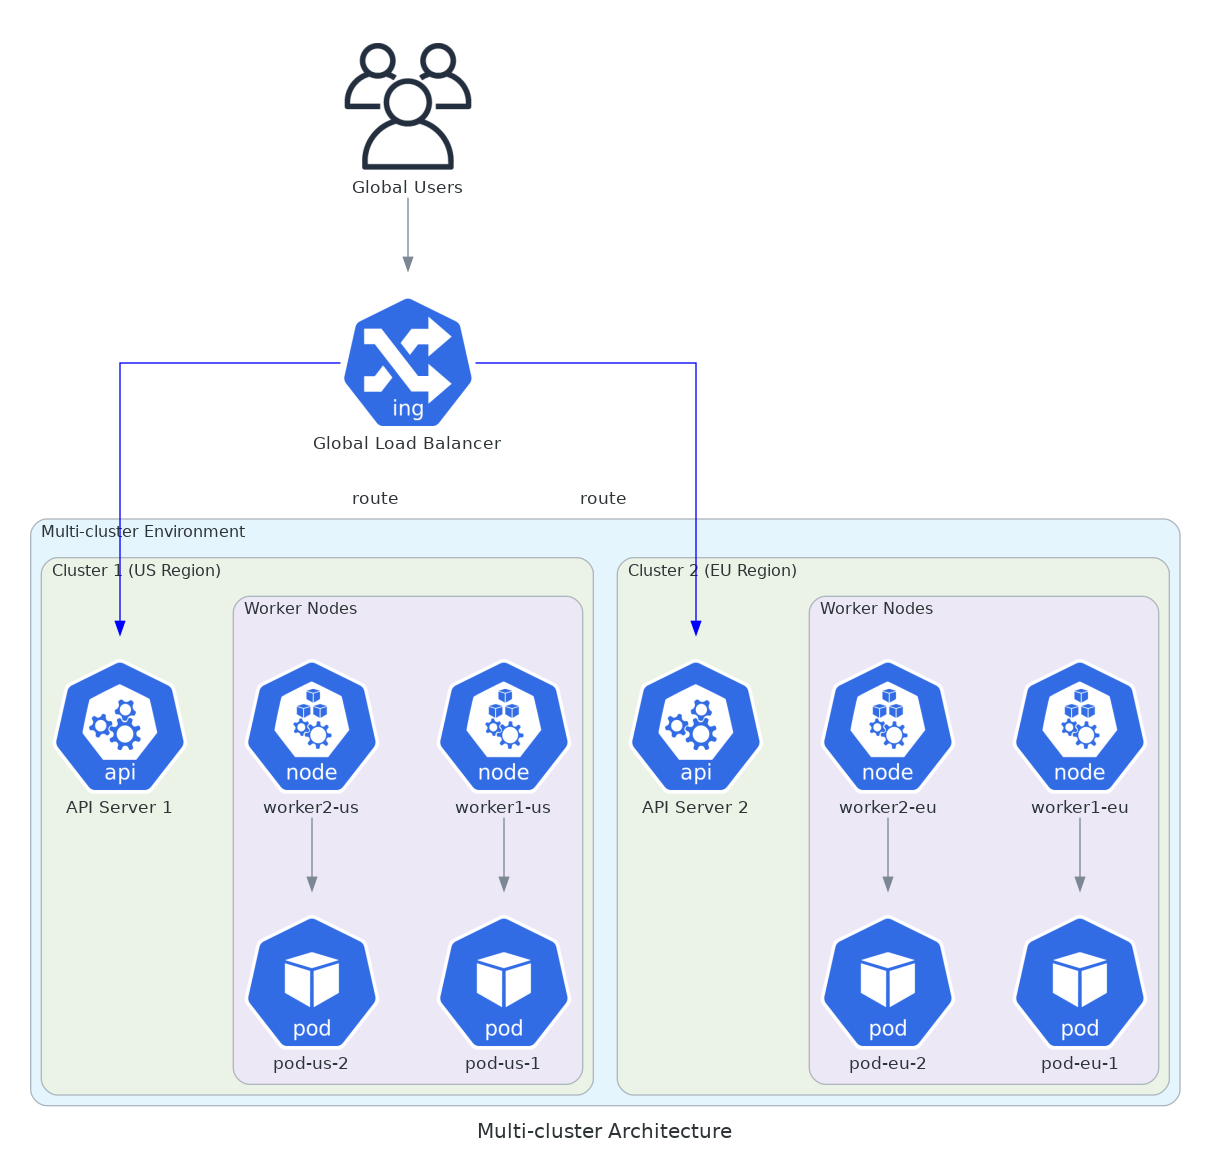 Global Users
ing
Global Load Balancer
route
route
Multi-cluster Environment
Cluster 1 (US Region)
Worker Nodes
api
API Server 1
node
worker2-us
node
worker1-us
pod
pod-us-2
pod
pod-us-1
Cluster 2 (EU Region)
Worker Nodes
api
API Server 2
node
worker2-eu
node
worker1-eu
pod
pod-eu-2
pod
pod-eu-1
Multi-cluster Architecture